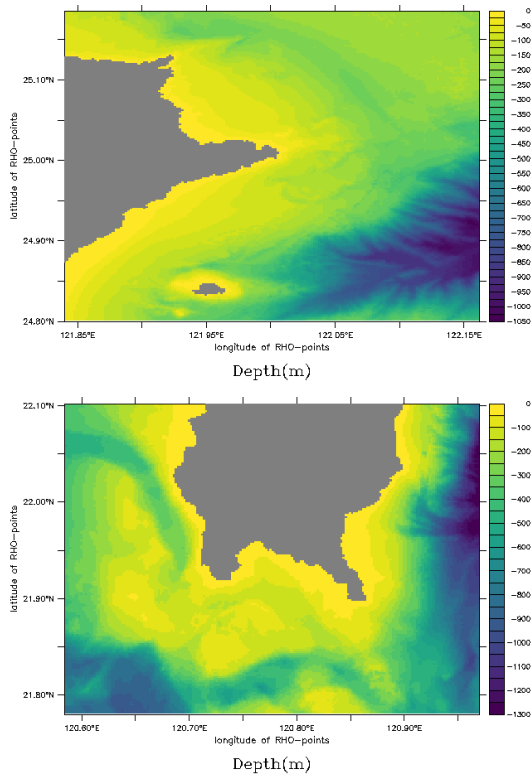 25.10°N
25.00°N
24.90°N
24.80°N
latitude of RHO-points
121.85°E 121.95°E 122.05°E 122.15°E
longitude of RHO-points
Depth(m)
0
-50
-100
-150
-200
-250
-300
-350
-400
-450
-500
-550
-600
-650
-700
-750
-800
-850
-900
-950
-1000
-1050
22.10°N
22.00°N
21.90°N
21.80°N
latitude of RHO-points
120.60°E 120.70°E 120.80°E 120.90°E
longitude of RHO-points
Depth(m)
0
-100
-200
-300
-400
-500
-600
-700
-800
-900
-1000
-1100
-1200
-1300